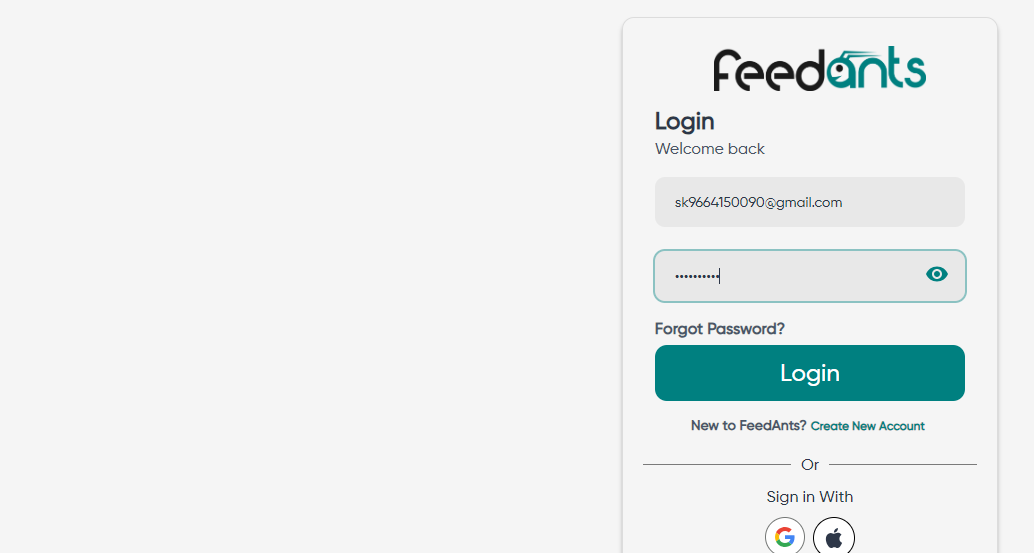 feedants
Login
Welcome back
sk9664150090@gmail.com
••••••••••
Forgot Password?
Login
New to FeedAnts? Create New Account
Or
Sign in With